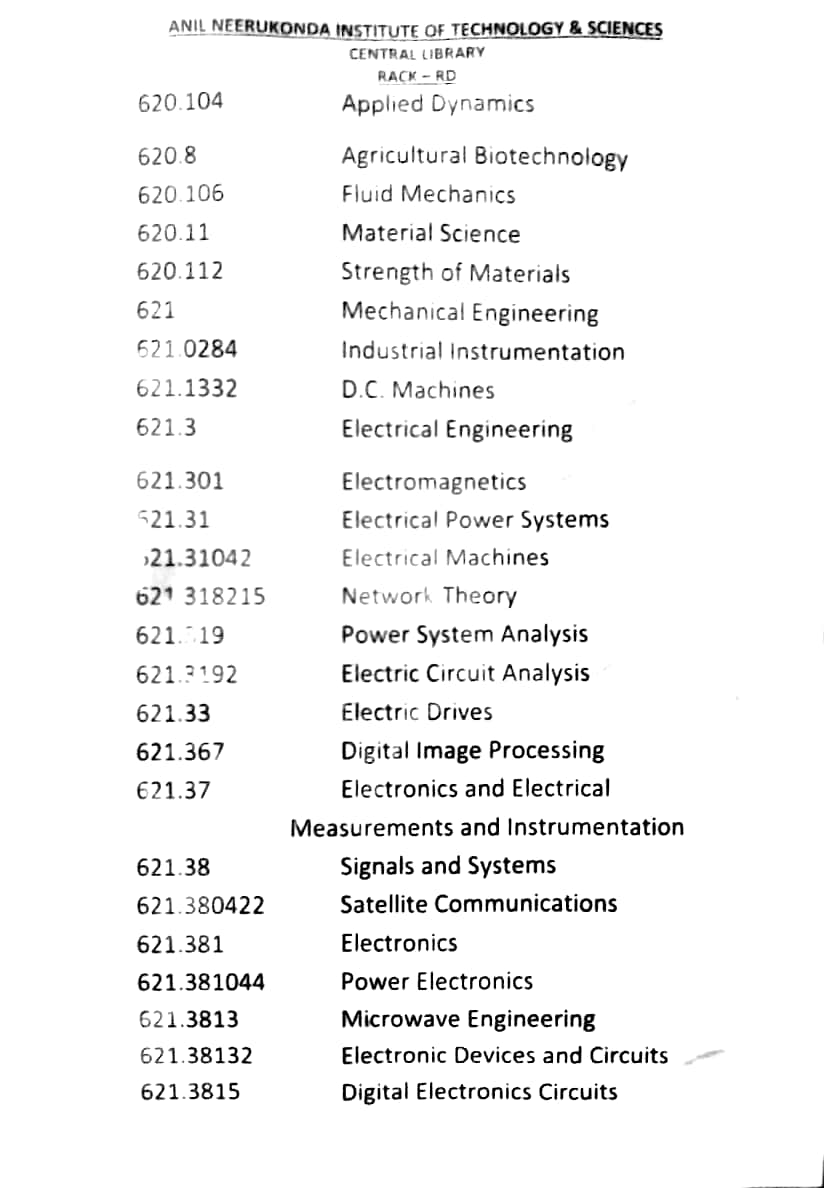 ANIL NEERUKONDA INSTITUTE OF TECHNOLOGY & SCIENCES
CENTRAL LIBRARY
RACK – RD
620.104 Applied Dynamics
620.8 Agricultural Biotechnology
620.106 Fluid Mechanics
620.11 Material Science
620.112 Strength of Materials
621 Mechanical Engineering
621.0284 Industrial Instrumentation
621.1332 D.C. Machines
621.3 Electrical Engineering
621.301 Electromagnetics
621.31 Electrical Power Systems
621.31042 Electrical Machines
621.318215 Network Theory
Power System Analysis
621.3192 Electric Circuit Analysis
621.33 Electric Drives
621.367 Digital Image Processing
621.37 Electronics and Electrical
Measurements and Instrumentation
621.38 Signals and Systems
621.380422 Satellite Communications
621.381 Electronics
621.381044 Power Electronics
621.3813 Microwave Engineering
621.38132 Electronic Devices and Circuits
621.3815 Digital Electronics Circuits